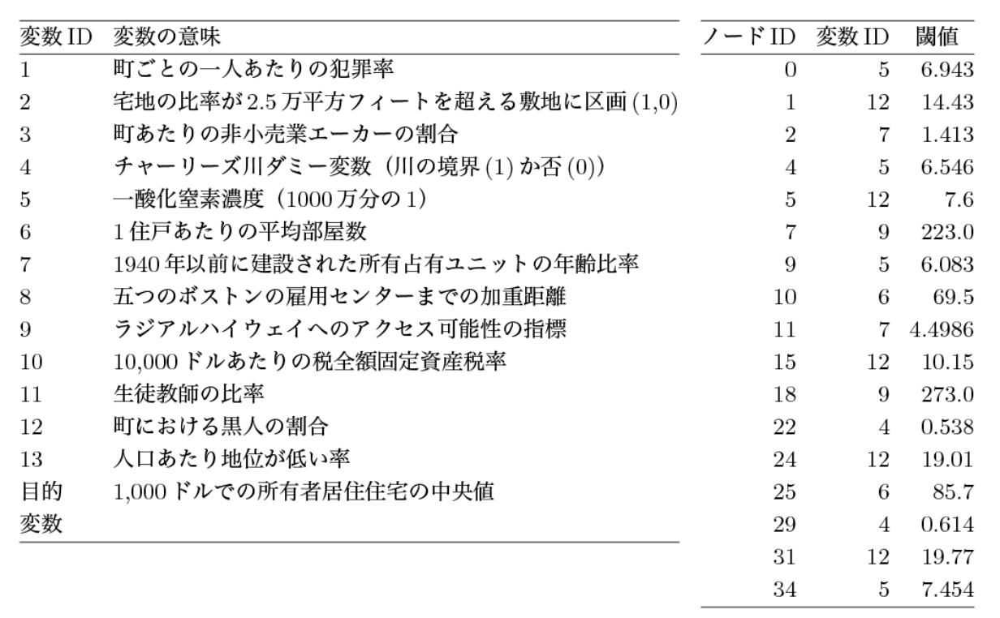 変数 ID 変数の意味
1 町ごとの一人あたりの犯罪率
2 宅地の比率が 2.5 万平方フィートを超える敷地に区画 (1,0)
3 町あたりの非小売業エーカーの割合
4 チャーリーズ川ダミー変数（川の境界 (1) か否 (0)）
5 一酸化窒素濃度（1000 万分の 1）
6 1 住戸あたりの平均部屋数
7 1940 年以前に建設された所有占有ユニットの年齢比率
8 五つのボストンの雇用センターまでの加重距離
9 ラジアルハイウェイへのアクセス可能性の指標
10 10,000 ドルあたりの税全額固定資産税率
11 生徒教師の比率
12 町における黒人の割合
13 人口あたり地位が低い率
目的 1,000 ドルでの所有者居住住宅の中央値
変数
ノード ID 変数 ID 閾値
0 5 6.943
1 12 14.43
2 7 1.413
4 5 6.546
5 12 7.6
7 9 223.0
9 5 6.083
10 6 69.5
11 7 4.4986
15 12 10.15
18 9 273.0
22 4 0.538
24 12 19.01
25 6 85.7
29 4 0.614
31 12 19.77
34 5 7.454